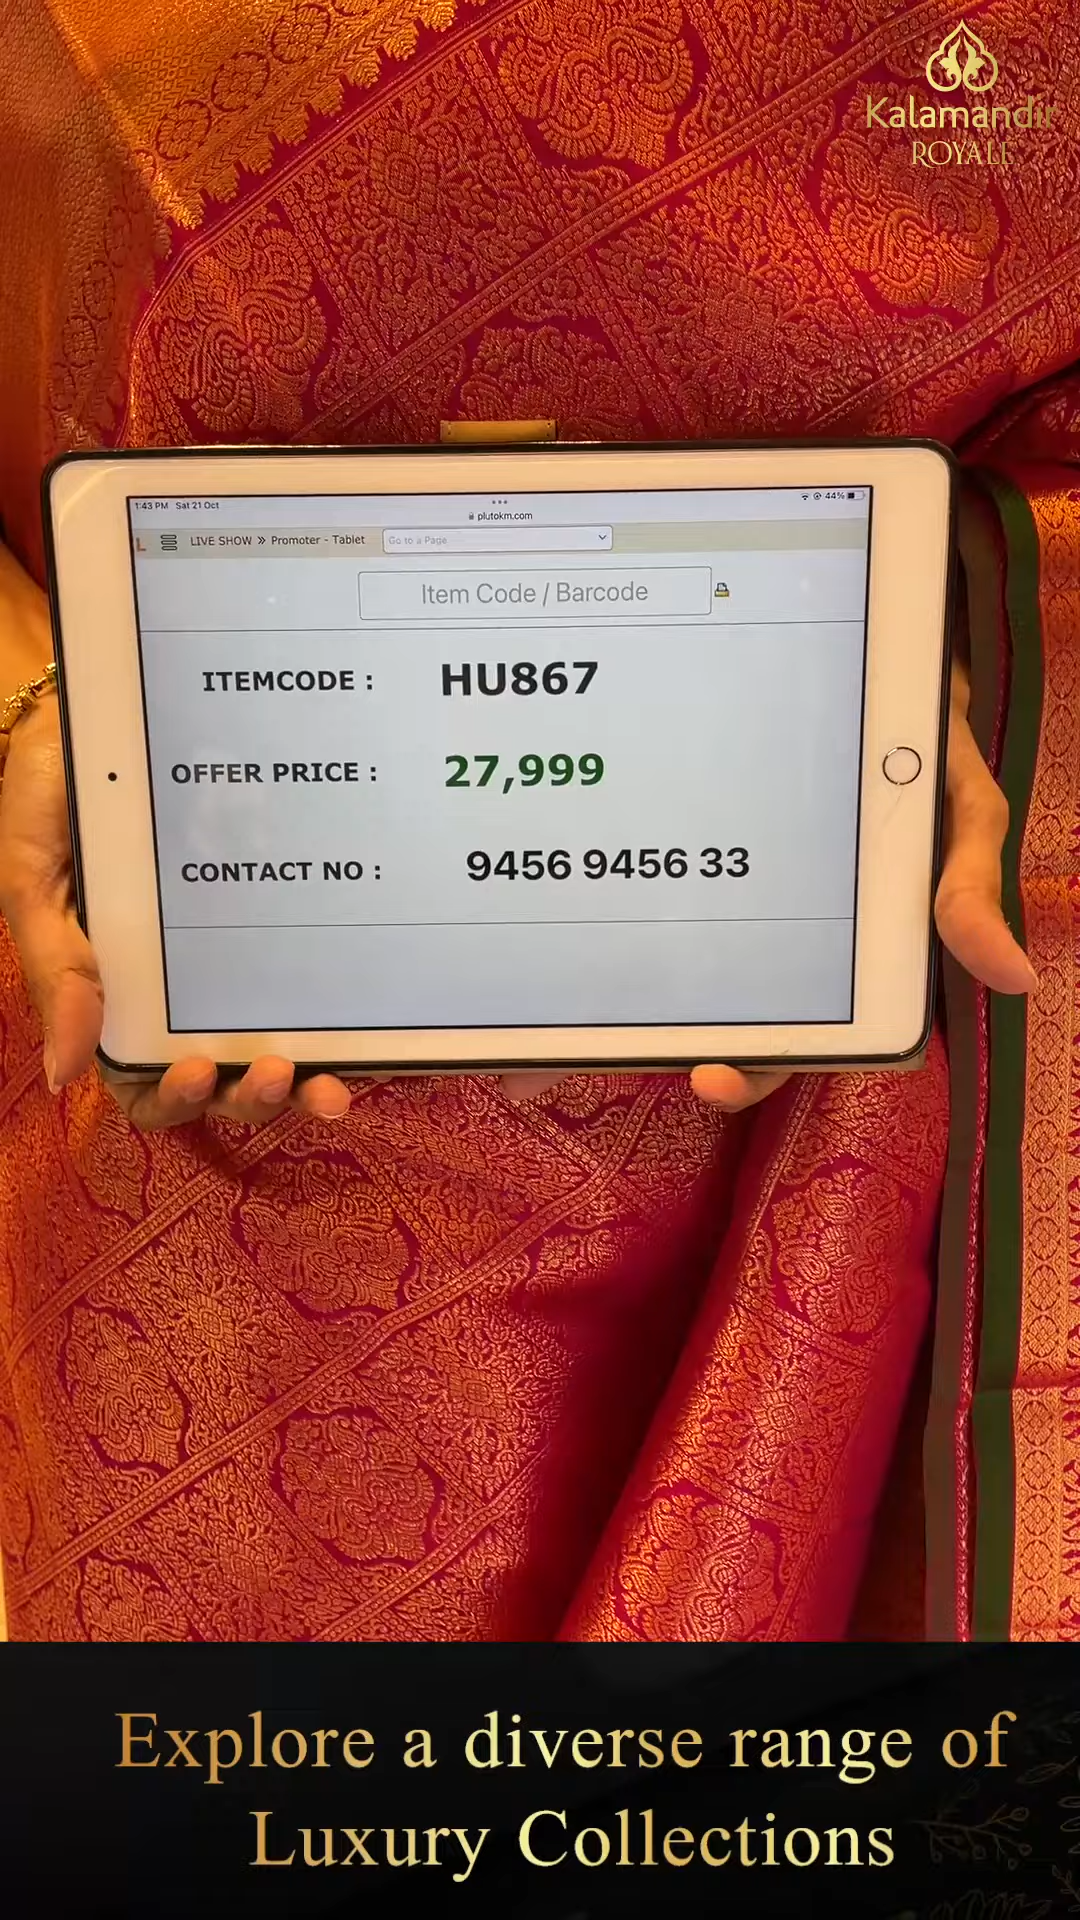 Kalamandir
ROYALE
1:43 PM Sat 21 Oct
44%
plutokm.com
LIVE SHOW » Promoter - Tablet
Go to a Page
Item Code / Barcode
ITEMCODE : HU867
OFFER PRICE : 27,999
CONTACT NO : 9456 9456 33
Explore a diverse range of
Luxury Collections